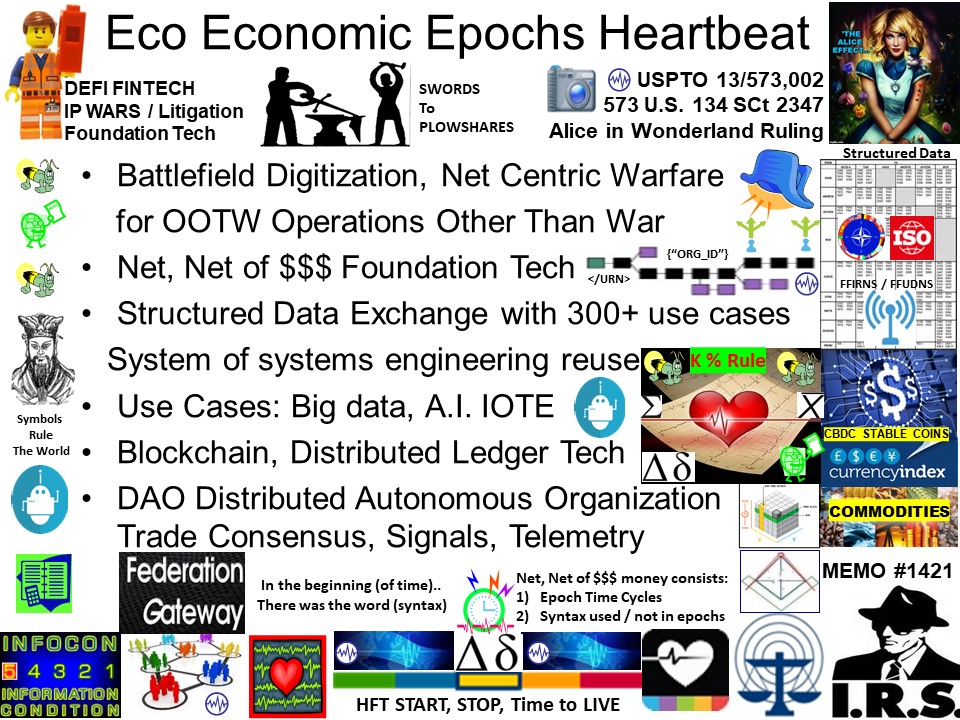 Eco Economic Epochs Heartbeat
'THE
ALICE
EFFECT...
DEFI FINTECH
IP WARS / Litigation
Foundation Tech
SWORDS
To
PLOWSHARES
USPTO 13/573,002
573 U.S. 134 SCt 2347
Alice in Wonderland Ruling
Structured Data
• Battlefield Digitization, Net Centric Warfare
for OOTW Operations Other Than War
• Net, Net of $$$ Foundation Tech
</URN>
{“ORG_ID”}
ISO
FFIRNS / FFUDNS
• Structured Data Exchange with 300+ use cases
System of systems engineering reuse
K % Rule
Σ
X
Δδ
• Use Cases: Big data, A.I. IOTE
• Blockchain, Distributed Ledger Tech
• DAO Distributed Autonomous Organization
Trade Consensus, Signals, Telemetry
Symbols
Rule
The World
$
CBDC STABLE COINS
£ $ € ¥
currencyindex
COMMODITIES
MEMO #1421
Federation
Gateway
In the beginning (of time)..
There was the word (syntax)
Net, Net of $$$ money consists:
1) Epoch Time Cycles
2) Syntax used / not in epochs
INFOCON
5 4 3 2 1
INFORMATION
CONDITION
Δδ
HFT START, STOP, Time to LIVE
I.R.S.